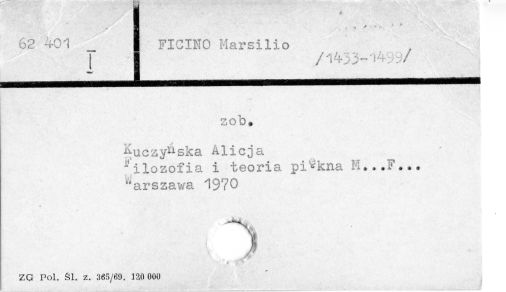 62 401
I
FICINO Marsilio
/1433-1499/
zob.
Kuczyńska Alicja
Filozofia i teoria piękna M...F...
Warszawa 1970
ZG Pol. Śl. z. 365/69. 120 000